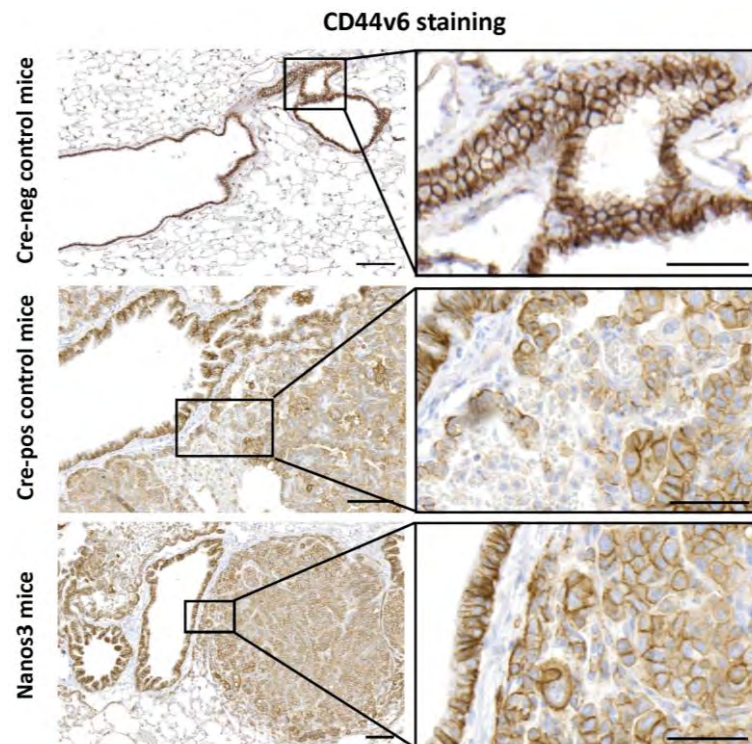 CD44v6 staining
Cre-neg control mice
Cre-pos control mice
Nanos3 mice